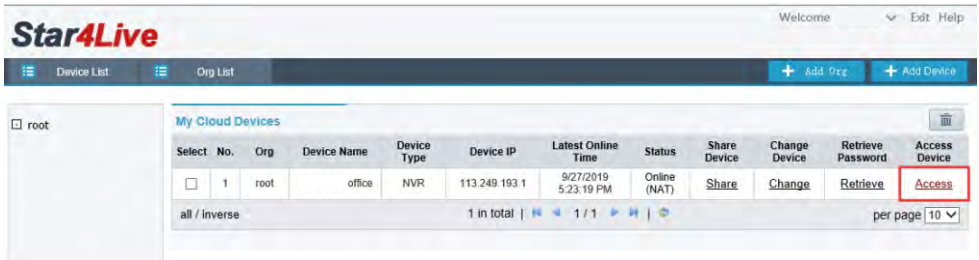 Welcome Exit Help
Star4Live
Device List Org List Add Org Add Device
root
My Cloud Devices
Select No. Org Device Name Device Type Device IP Latest Online Time Status Share Device Change Device Retrieve Password Access Device
1 root office NVR 113.249.193.1 9/27/2019 5:23:19 PM Online (NAT) Share Change Retrieve Access
all / inverse 1 in total | 1 / 1 | per page 10